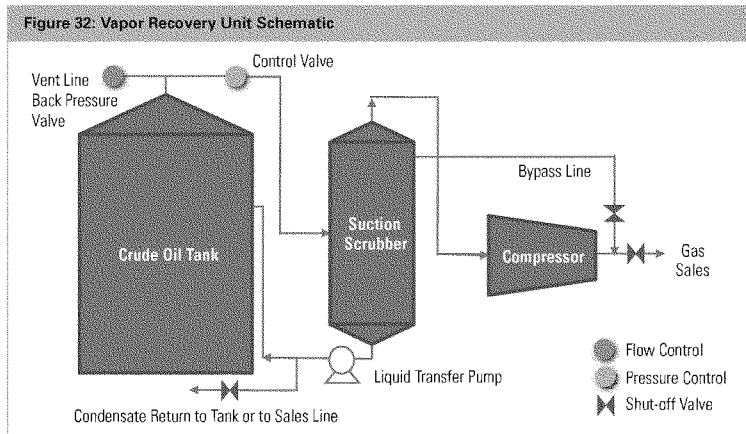 Figure 32: Vapor Recovery Unit Schematic
Control Valve
Vent Line
Back Pressure
Valve
Bypass Line
Suction
Scrubber
Crude Oil Tank
Compressor
Gas
Sales
Flow Control
Pressure Control
Shut-off Valve
Liquid Transfer Pump
Condensate Return to Tank or to Sales Line